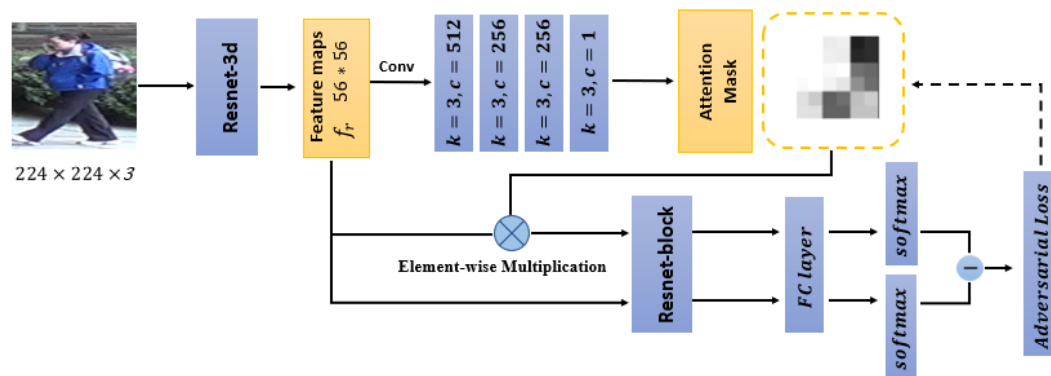 224 × 224 ×3
Resnet-3d
Feature maps
f_r 56 * 56
Conv
k = 3, c = 512
k = 3, c = 256
k = 3, c = 256
k = 3, c = 1
Attention
Mask
Element-wise Multiplication
Resnet-block
FC layer
softmax
softmax
Adversarial Loss